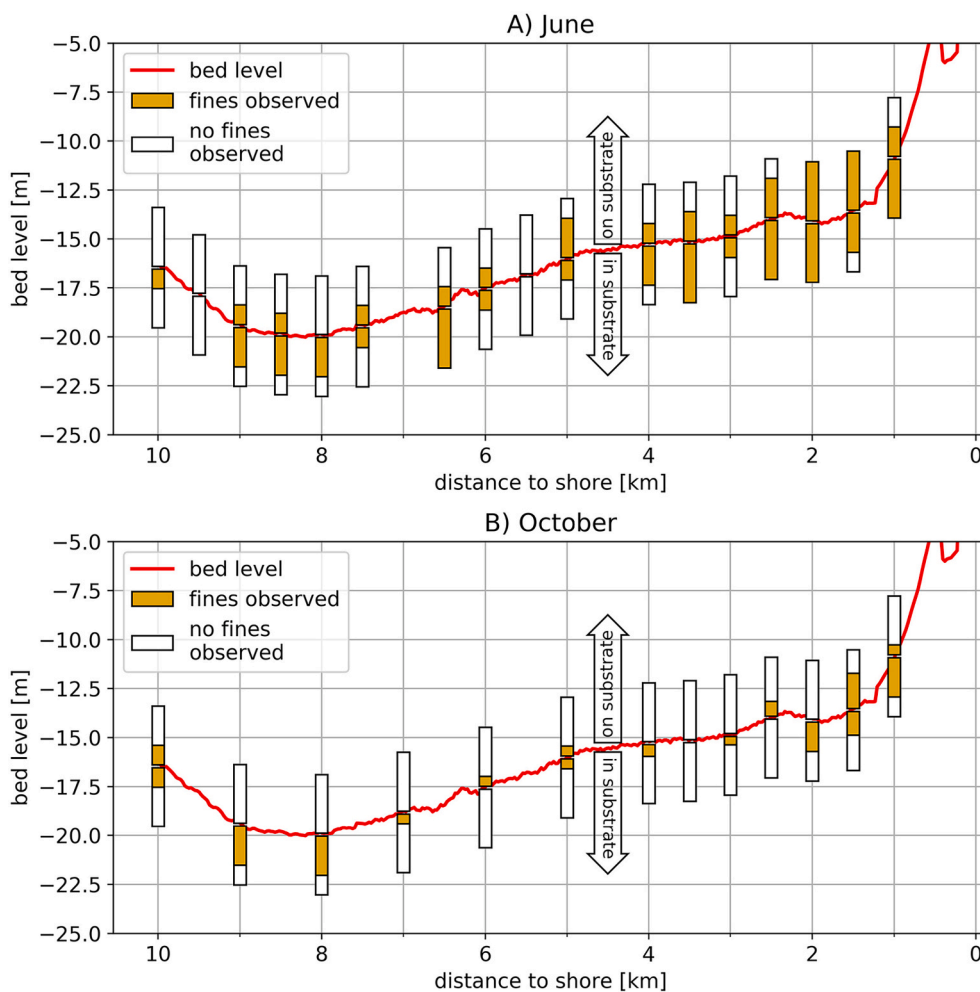 A) June
−5.0
−7.5
−10.0
−12.5
−15.0
−17.5
−20.0
−22.5
−25.0
bed level [m]
bed level
fines observed
no fines
observed
on substrate
in substrate
10
8
6
4
2
0
distance to shore [km]
B) October
−5.0
−7.5
−10.0
−12.5
−15.0
−17.5
−20.0
−22.5
−25.0
bed level [m]
bed level
fines observed
no fines
observed
on substrate
in substrate
10
8
6
4
2
0
distance to shore [km]